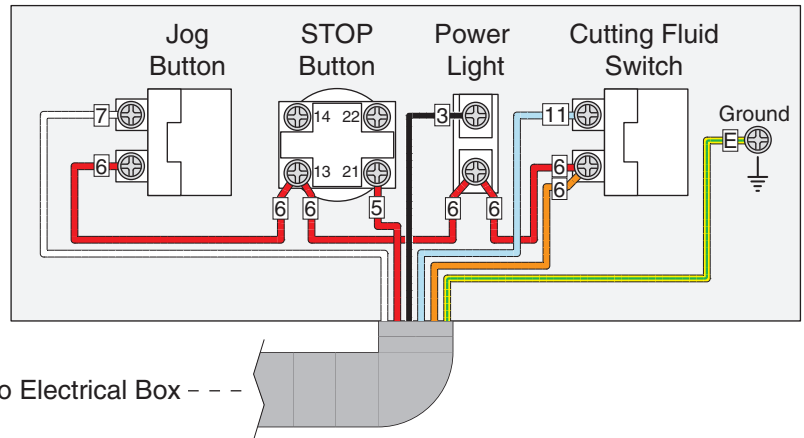 Jog
Button
STOP
Button
Power
Light
Cutting Fluid
Switch
7
14 22
3
11
Ground
E
6
13 21
6
6
6
6
5
6
6
o Electrical Box